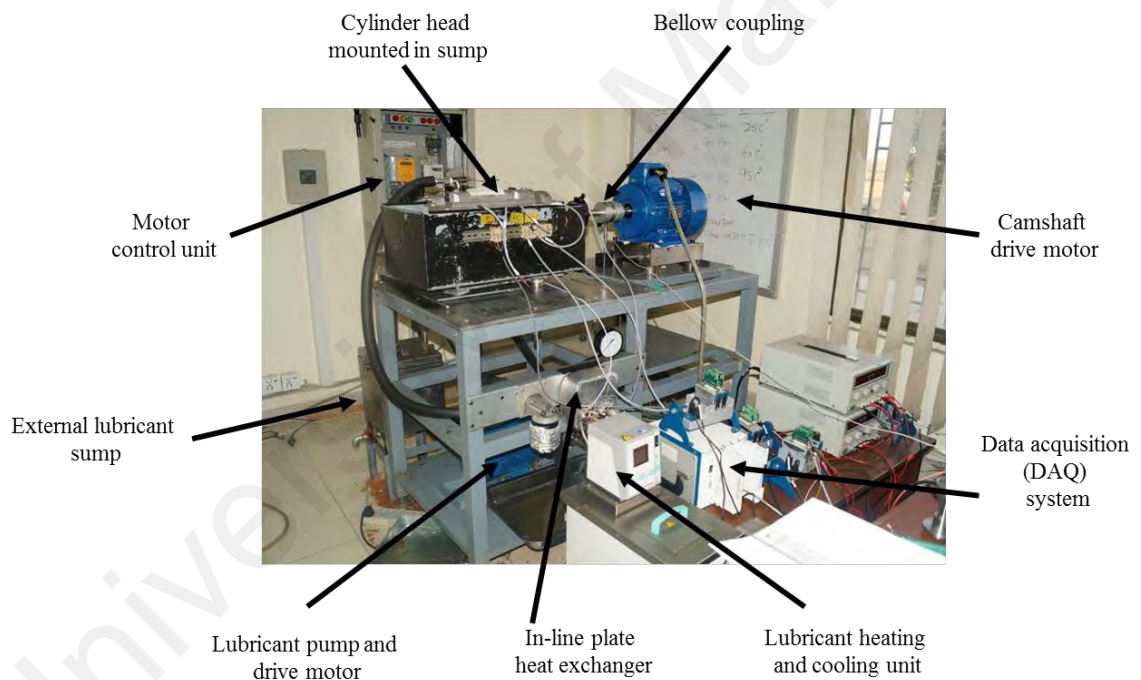 Cylinder head
mounted in sump
Bellow coupling
Motor
control unit
Camshaft
drive motor
External lubricant
sump
Data acquisition
(DAQ)
system
Lubricant pump and
drive motor
In-line plate
heat exchanger
Lubricant heating
and cooling unit